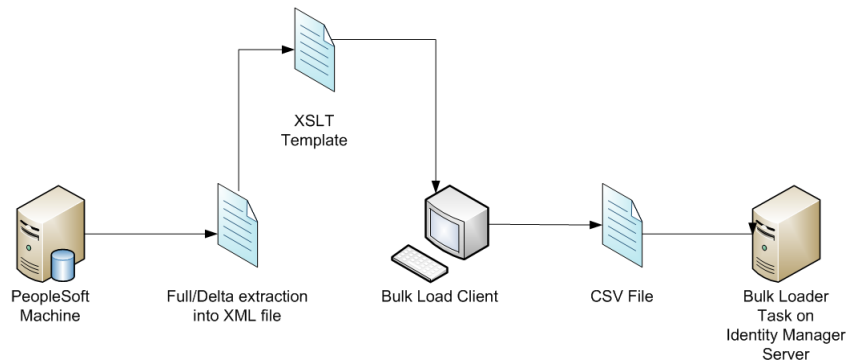 XSLT
Template
PeopleSoft
Machine
Full/Delta extraction
into XML file
Bulk Load Client
CSV File
Bulk Loader
Task on
Identity Manager
Server